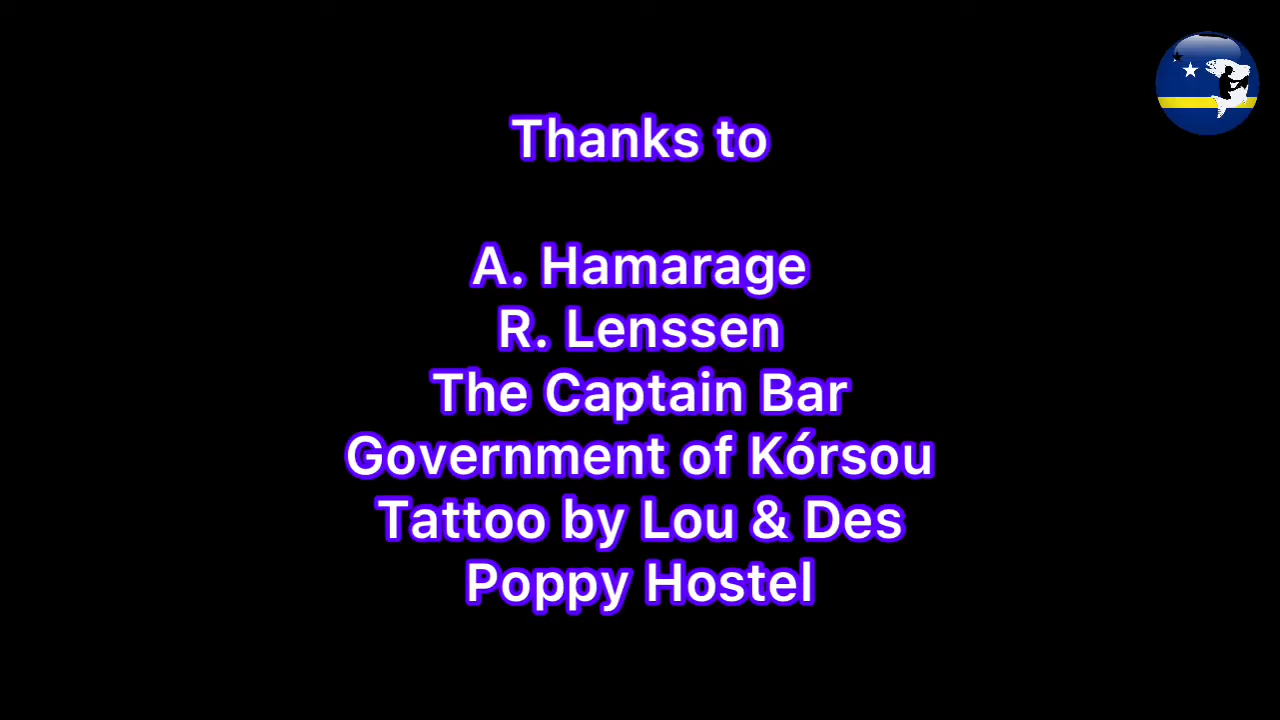 Thanks to
A. Hamarage
R. Lenssen
The Captain Bar
Government of Kórsou
Tattoo by Lou & Des
Poppy Hostel